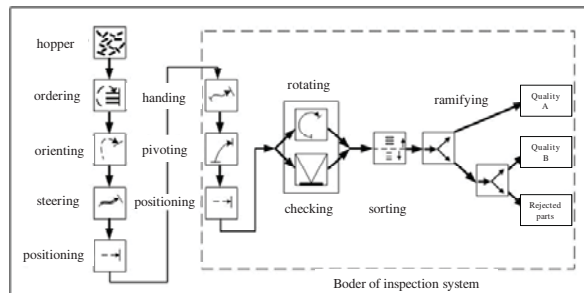 hopper
ordering
orienting
steering
positioning
handing
pivoting
positioning
rotating
checking
sorting
ramifying
Quality
A
Quality
B
Rejected
parts
Boder of inspection system